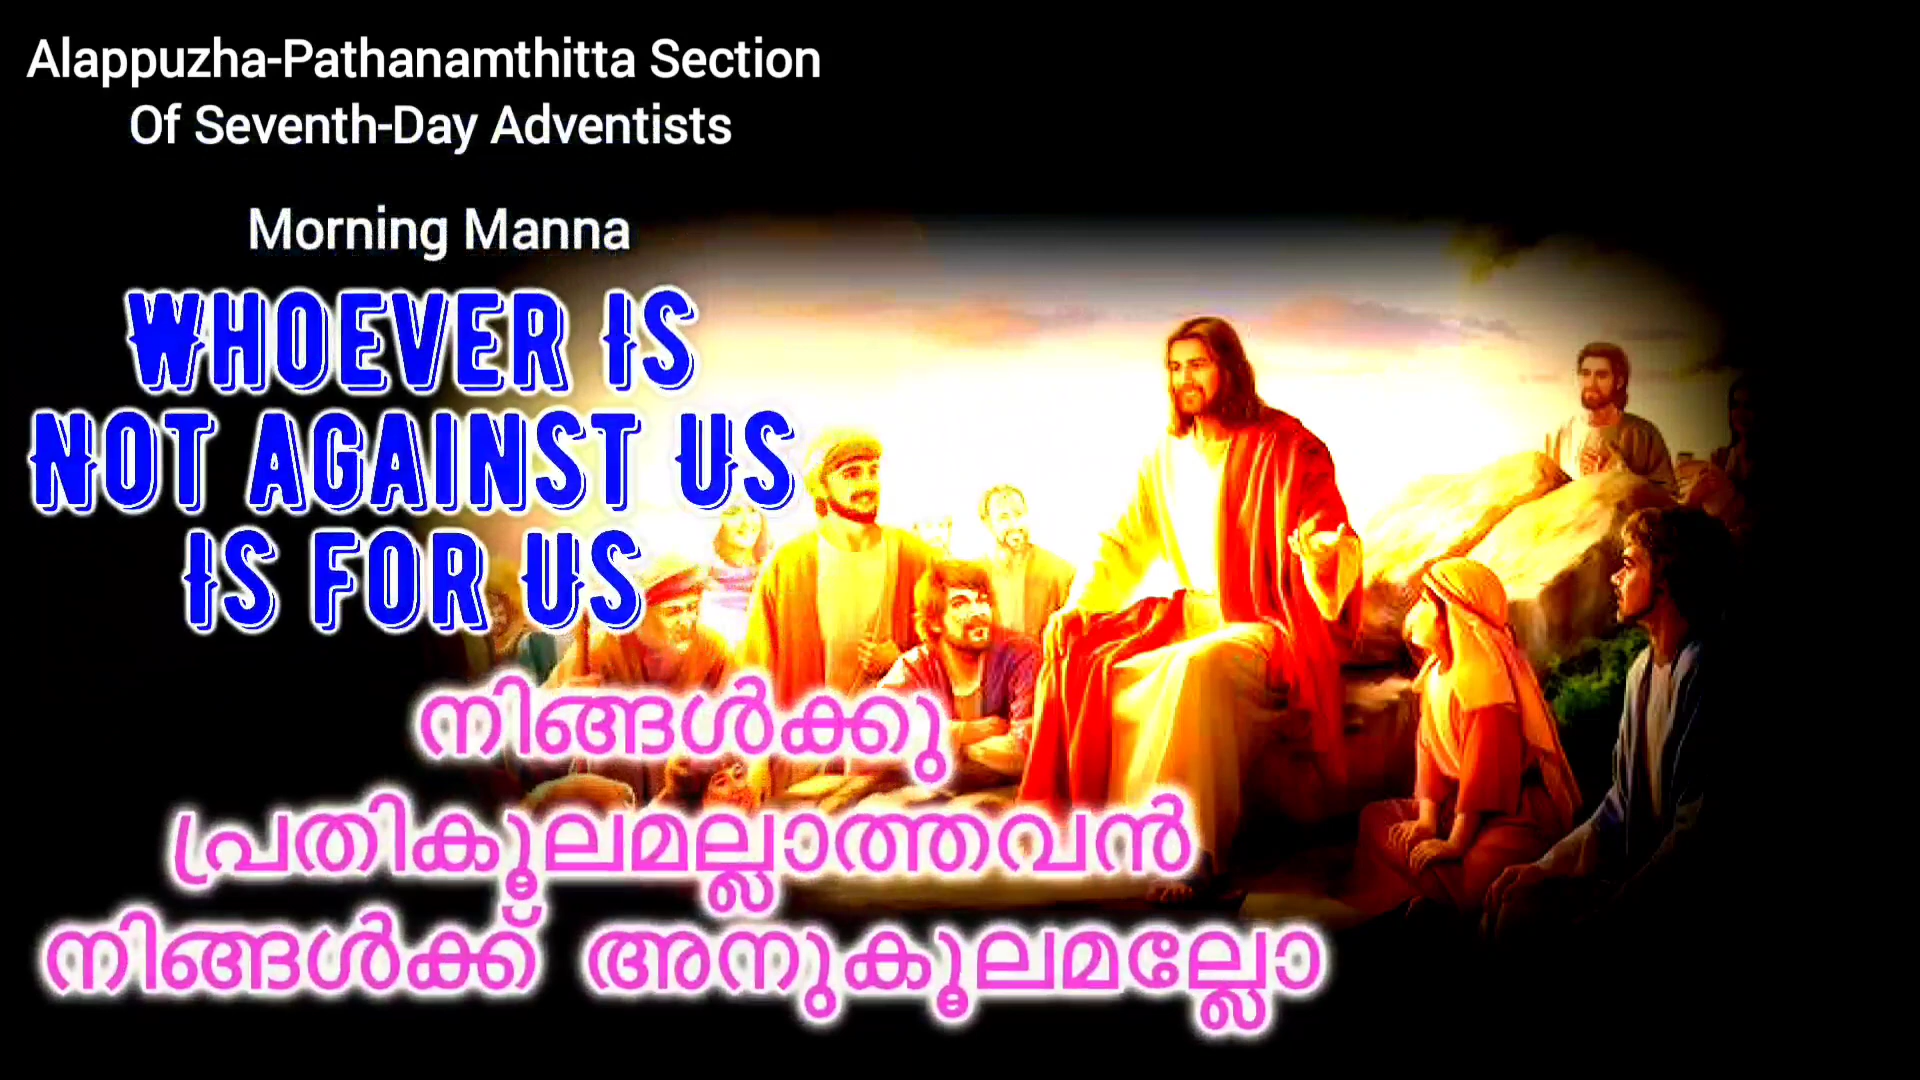 Alappuzha-Pathanamthitta Section
Of Seventh-Day Adventists
Morning Manna
WHOEVER IS
NOT AGAINST US
IS FOR US
നിങ്ങൾക്കു
പ്രതികൂലമല്ലാത്തവൻ
നിങ്ങൾക്ക് അനുകൂലമല്ലോ